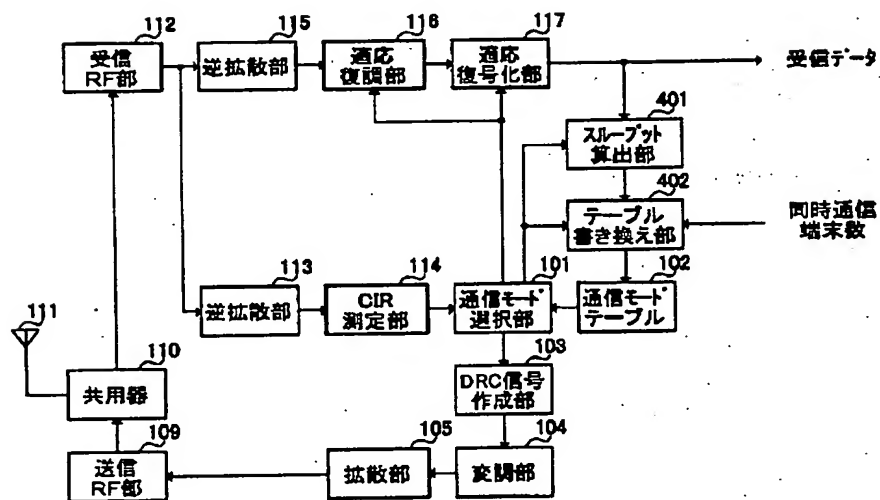 112
受信
RF部
115
逆拡散部
116
適応
復調部
117
適応
復号化部
受信データ
401
スループット
算出部
402
テーブル
書き換え部
同時通信
端末数
113
逆拡散部
114
CIR
測定部
101
通信モード
選択部
102
通信モード
テーブル
111
110
共用器
103
DRC信号
作成部
109
送信
RF部
105
拡散部
104
変調部